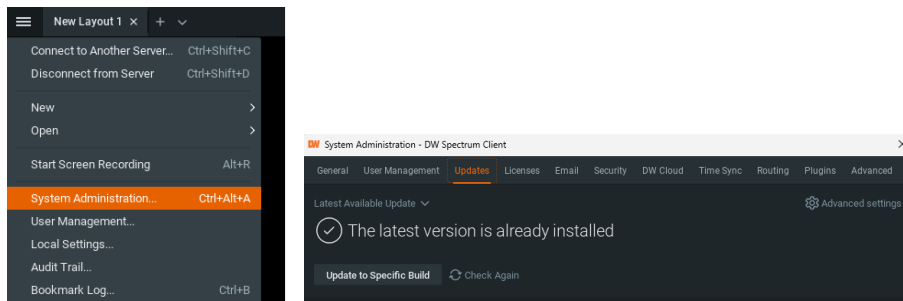 New Layout 1
Connect to Another Server... Ctrl+Shift+C
Disconnect from Server Ctrl+Shift+D
New
Open
Start Screen Recording Alt+R
System Administration... Ctrl+Alt+A
User Management...
Local Settings...
Audit Trail...
Bookmark Log... Ctrl+B
DW System Administration - DW Spectrum Client
General User Management Updates Licenses Email Security DW Cloud Time Sync Routing Plugins Advanced
Latest Available Update Advanced settings
The latest version is already installed
Update to Specific Build Check Again